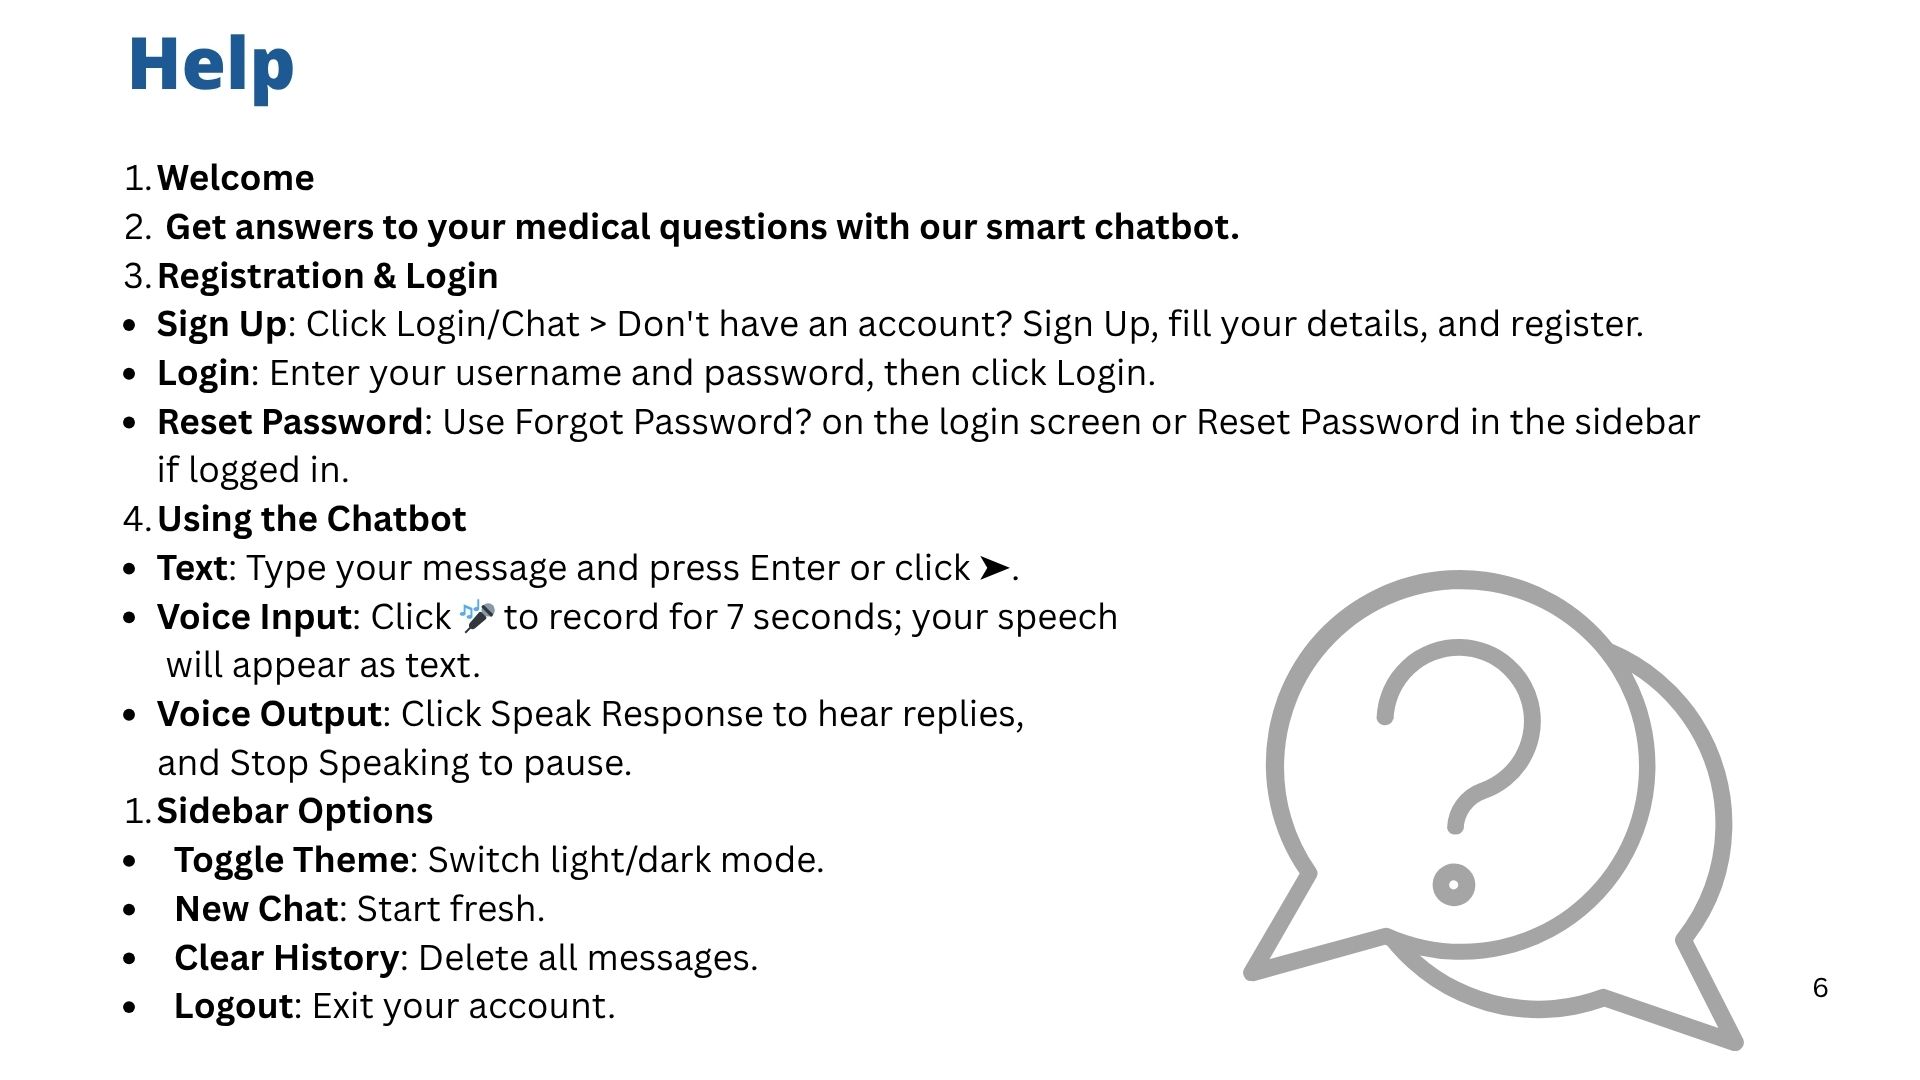 Help
1. Welcome
2. Get answers to your medical questions with our smart chatbot.
3. Registration & Login
• Sign Up: Click Login/Chat > Don't have an account? Sign Up, fill your details, and register.
• Login: Enter your username and password, then click Login.
• Reset Password: Use Forgot Password? on the login screen or Reset Password in the sidebar
if logged in.
4. Using the Chatbot
• Text: Type your message and press Enter or click ➤.
• Voice Input: Click 🎤 to record for 7 seconds; your speech
will appear as text.
• Voice Output: Click Speak Response to hear replies,
and Stop Speaking to pause.
1. Sidebar Options
• Toggle Theme: Switch light/dark mode.
• New Chat: Start fresh.
• Clear History: Delete all messages.
• Logout: Exit your account.
?
6